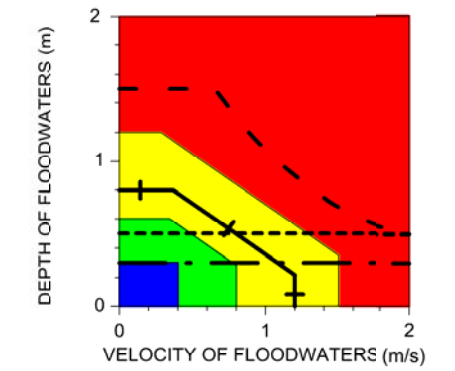 2
1
0
DEPTH OF FLOODWATERS (m)
0 1 2
VELOCITY OF FLOODWATERS (m/s)